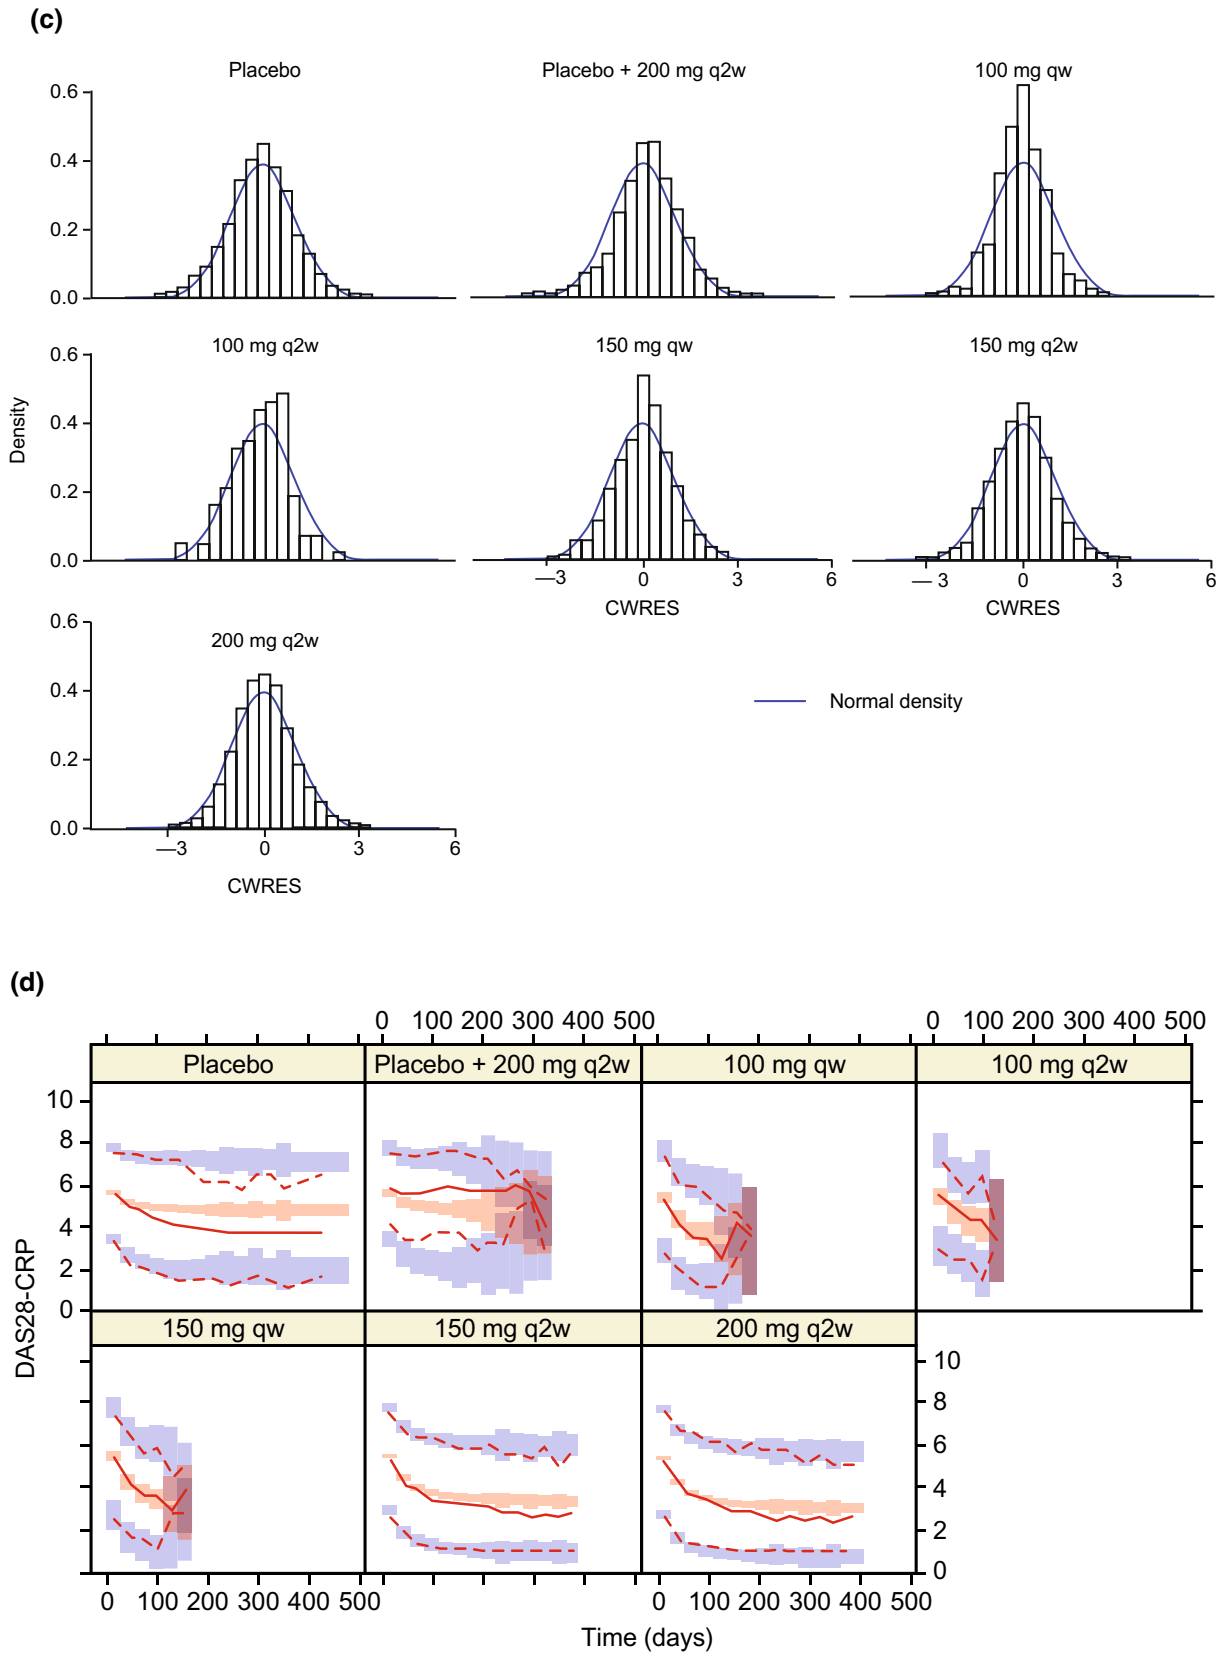 (c)
Placebo
Placebo + 200 mg q2w
100 mg qw
0.6
0.4
0.2
0.0
100 mg q2w
150 mg qw
150 mg q2w
0.6
0.4
0.2
0.0
Density
—3 0 3 6
CWRES
— 3 0 3 6
CWRES
200 mg q2w
0.6
0.4
0.2
0.0
—3 0 3 6
CWRES
Normal density
(d)
0 100 200 300 400 500
0 100 200 300 400 500
Placebo
Placebo + 200 mg q2w
100 mg qw
100 mg q2w
10
8
6
4
2
0
DAS28-CRP
150 mg qw
150 mg q2w
200 mg q2w
10
8
6
4
2
0
0 100 200 300 400 500
0 100 200 300 400 500
Time (days)